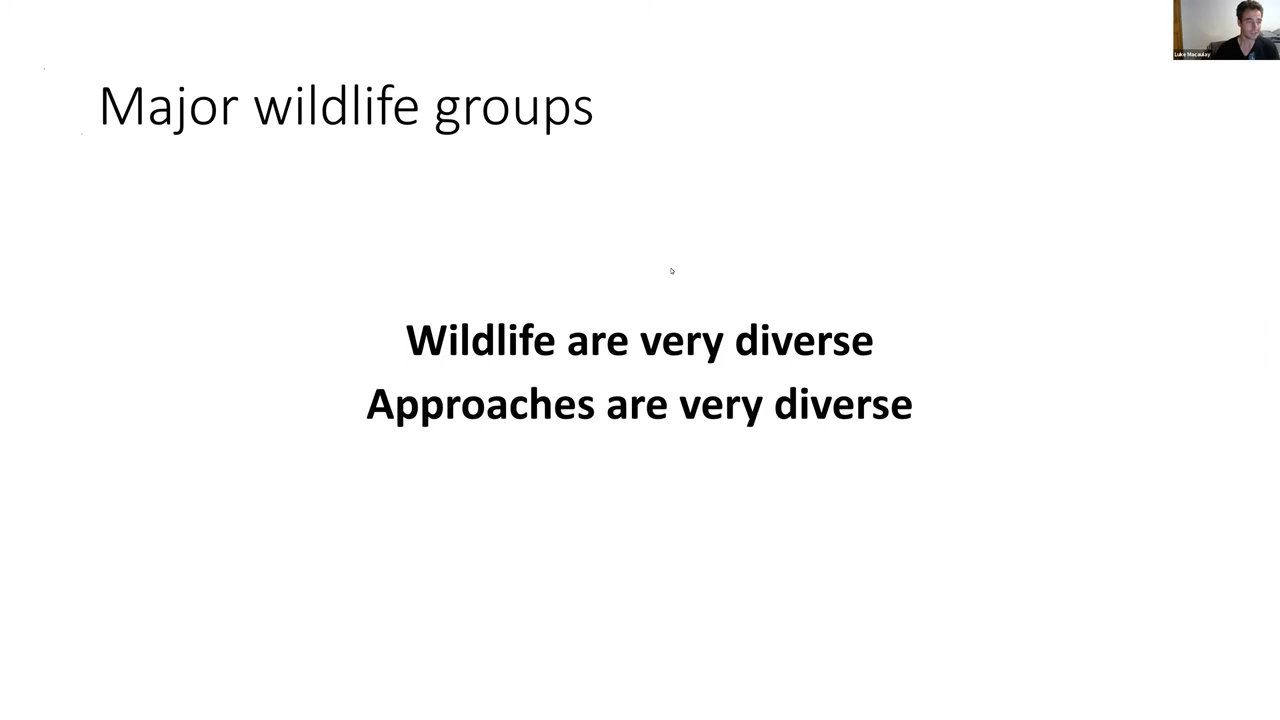 Luke Macaulay
Major wildlife groups
Wildlife are very diverse
Approaches are very diverse